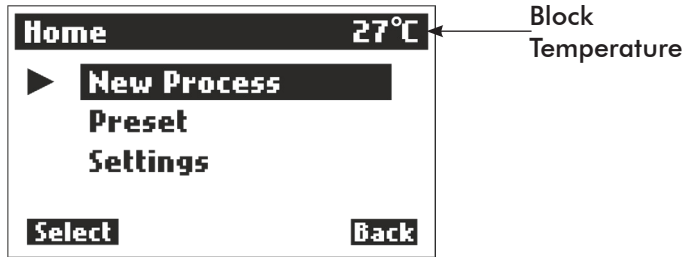 Home 27°C
Block
Temperature
New Process
Preset
Settings
Select Back